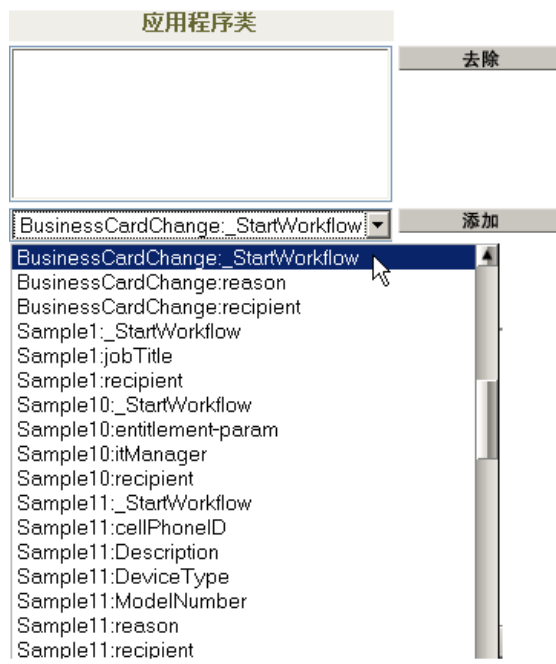 应用程序类
去除
BusinessCardChange:_StartWorkflow
添加
BusinessCardChange:_StartWorkflow
BusinessCardChange:reason
BusinessCardChange:recipient
Sample1:_StartWorkflow
Sample1:jobTitle
Sample1:recipient
Sample10:_StartWorkflow
Sample10:entitlement-param
Sample10:itManager
Sample10:recipient
Sample11:_StartWorkflow
Sample11:cellPhoneID
Sample11:Description
Sample11:DeviceType
Sample11:ModelNumber
Sample11:reason
Sample11:recipient